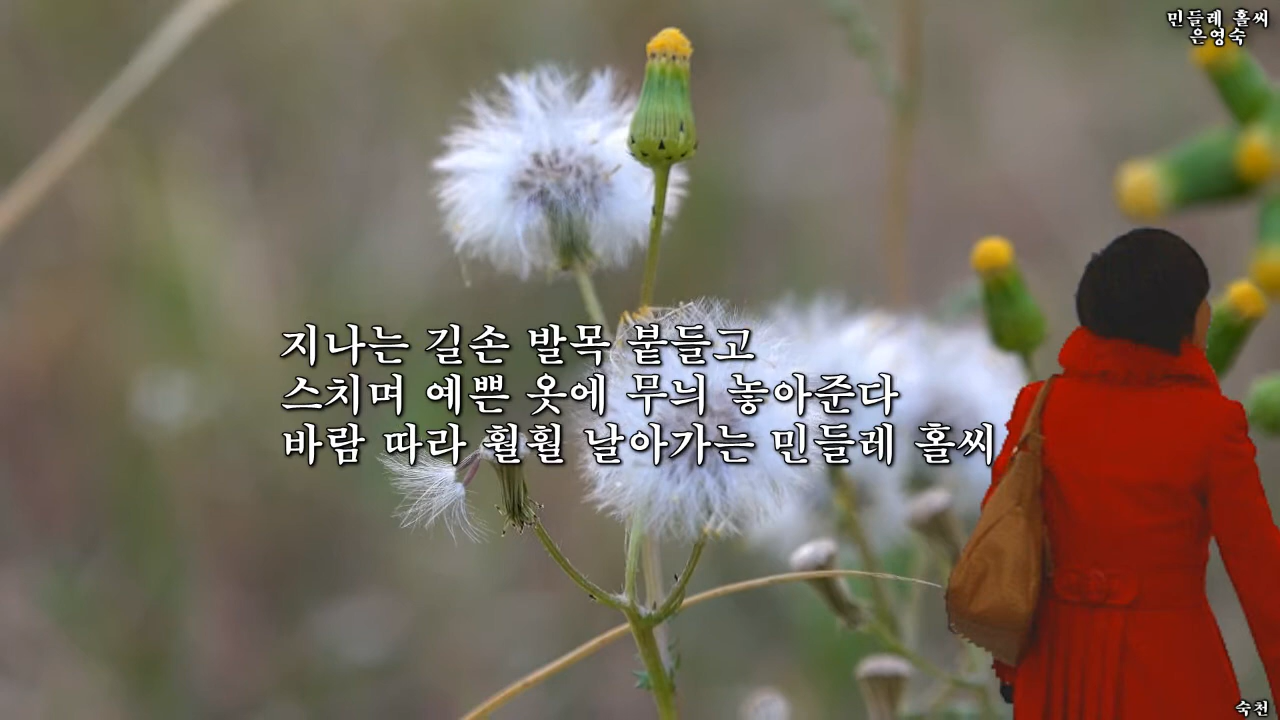 민들레 홀씨
은영숙
지나는 길손 발목 붙들고
스치며 예쁜 옷에 무늬 놓아준다
바람 따라 훨훨 날아가는 민들레 홀씨
숙천